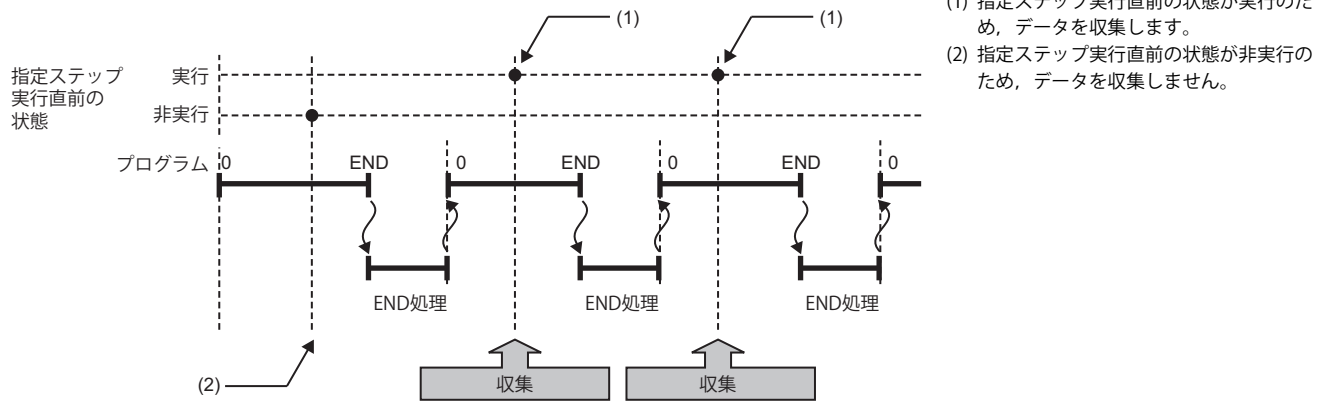 (1)
(1)
(1) 指定ステップ実行直前の状態が実行のた
め，データを収集します。
(2) 指定ステップ実行直前の状態が非実行の
ため，データを収集しません。
指定ステップ
実行直前の
状態
実行
非実行
プログラム
0 END 0 END 0 END 0
END処理 END処理 END処理
(2)
収集 収集